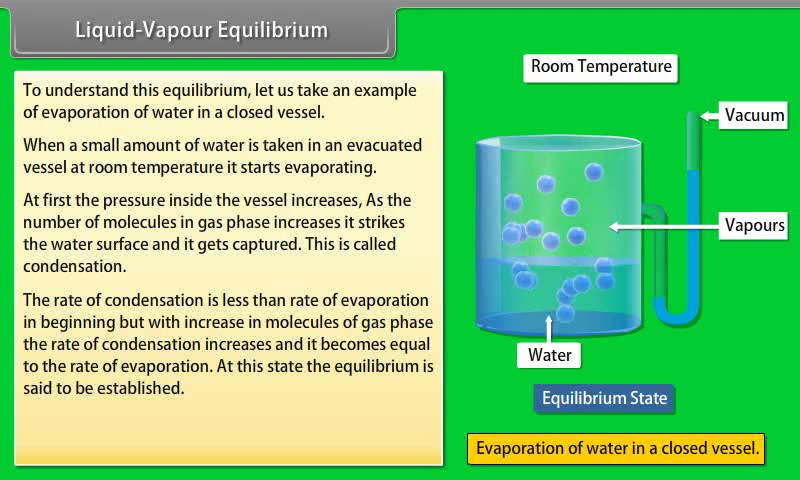 Liquid-Vapour Equilibrium
To understand this equilibrium, let us take an example
of evaporation of water in a closed vessel.
When a small amount of water is taken in an evacuated
vessel at room temperature it starts evaporating.
At first the pressure inside the vessel increases, As the
number of molecules in gas phase increases it strikes
the water surface and it gets captured. This is called
condensation.
The rate of condensation is less than rate of evaporation
in beginning but with increase in molecules of gas phase
the rate of condensation increases and it becomes equal
to the rate of evaporation. At this state the equilibrium is
said to be established.
Room Temperature
Vacuum
Vapours
Water
Equilibrium State
Evaporation of water in a closed vessel.